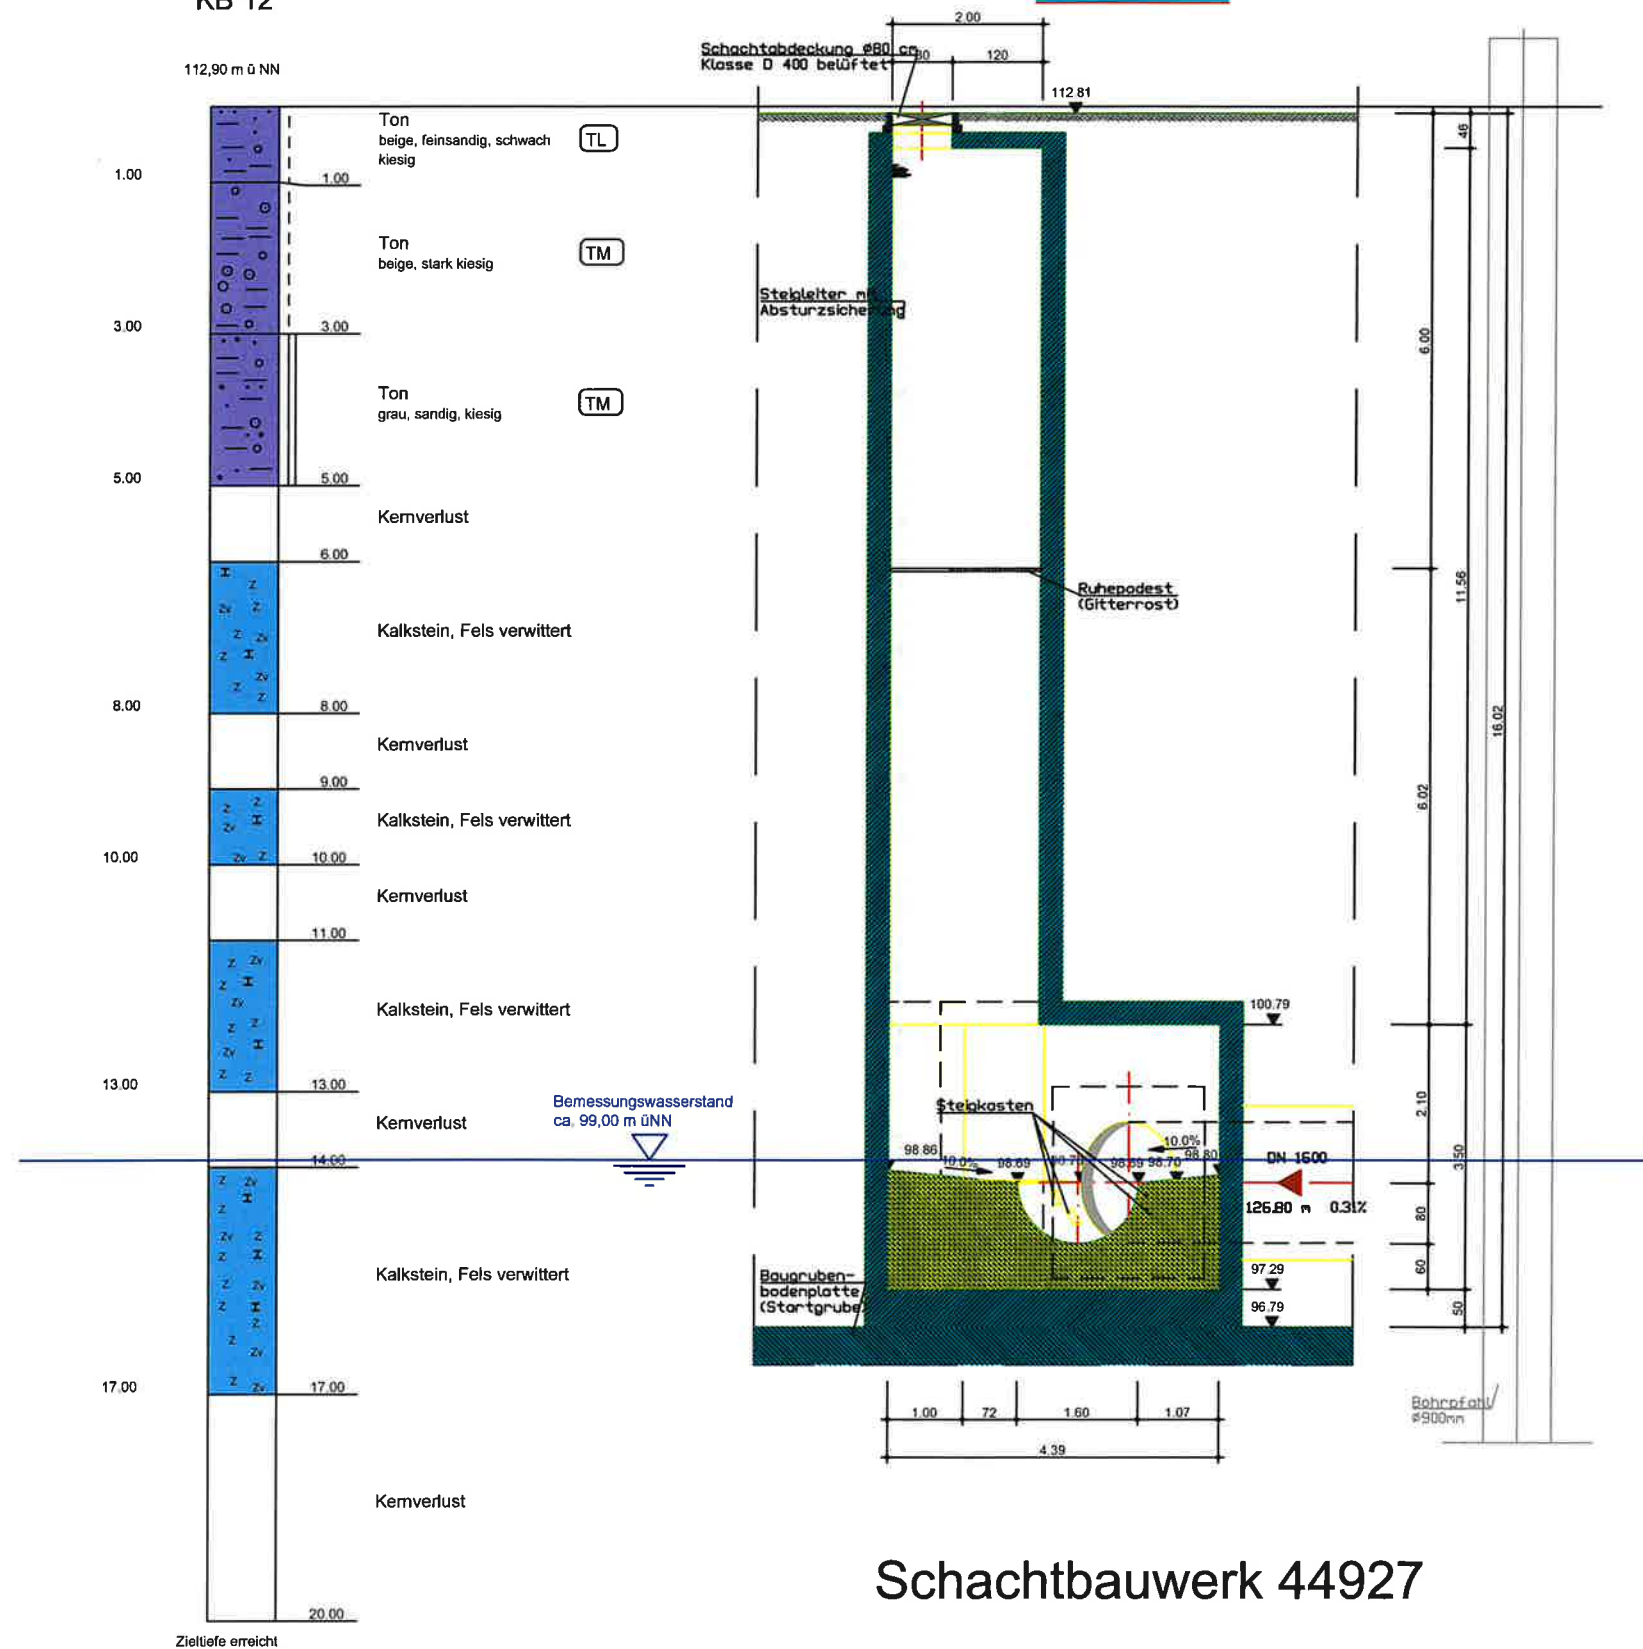 KB 12
112,90 m ü NN
Ton
beige, feinsandig, schwach
kiesig
TL
1.00
1.00
Ton
beige, stark kiesig
TM
3.00
3.00
Ton
grau, sandig, kiesig
TM
5.00
5.00
Kernverlust
6.00
Kalkstein, Fels verwittert
8.00
8.00
Kernverlust
9.00
Kalkstein, Fels verwittert
10.00
10.00
Kernverlust
11.00
Kalkstein, Fels verwittert
13.00
13.00
Kernverlust
14.00
Kalkstein, Fels verwittert
17.00
17.00
Kernverlust
20.00
Zieltiefe erreicht
Bemessungswasserstand
ca. 99,00 m üNN
2.00
80
120
Schachtabdeckung ø80 cm
Klasse D 400 belüftet
112.81
Steigleiter mit
Absturzsicherung
Ruhepodest
(Gitterrost)
100.79
Steigkasten
98.86
10.0%
98.69
98.69
98.70
10.0%
98.80
DN 1600
126.80 m 0.31%
97.29
96.79
Baugruben-
bodenplatte
(Startgrube)
1.00
72
1.60
1.07
4.39
46
6.00
11.56
16.02
6.02
2.10
3.50
80
60
50
Bohrpfahl
ø900mm
Schachtbauwerk 44927